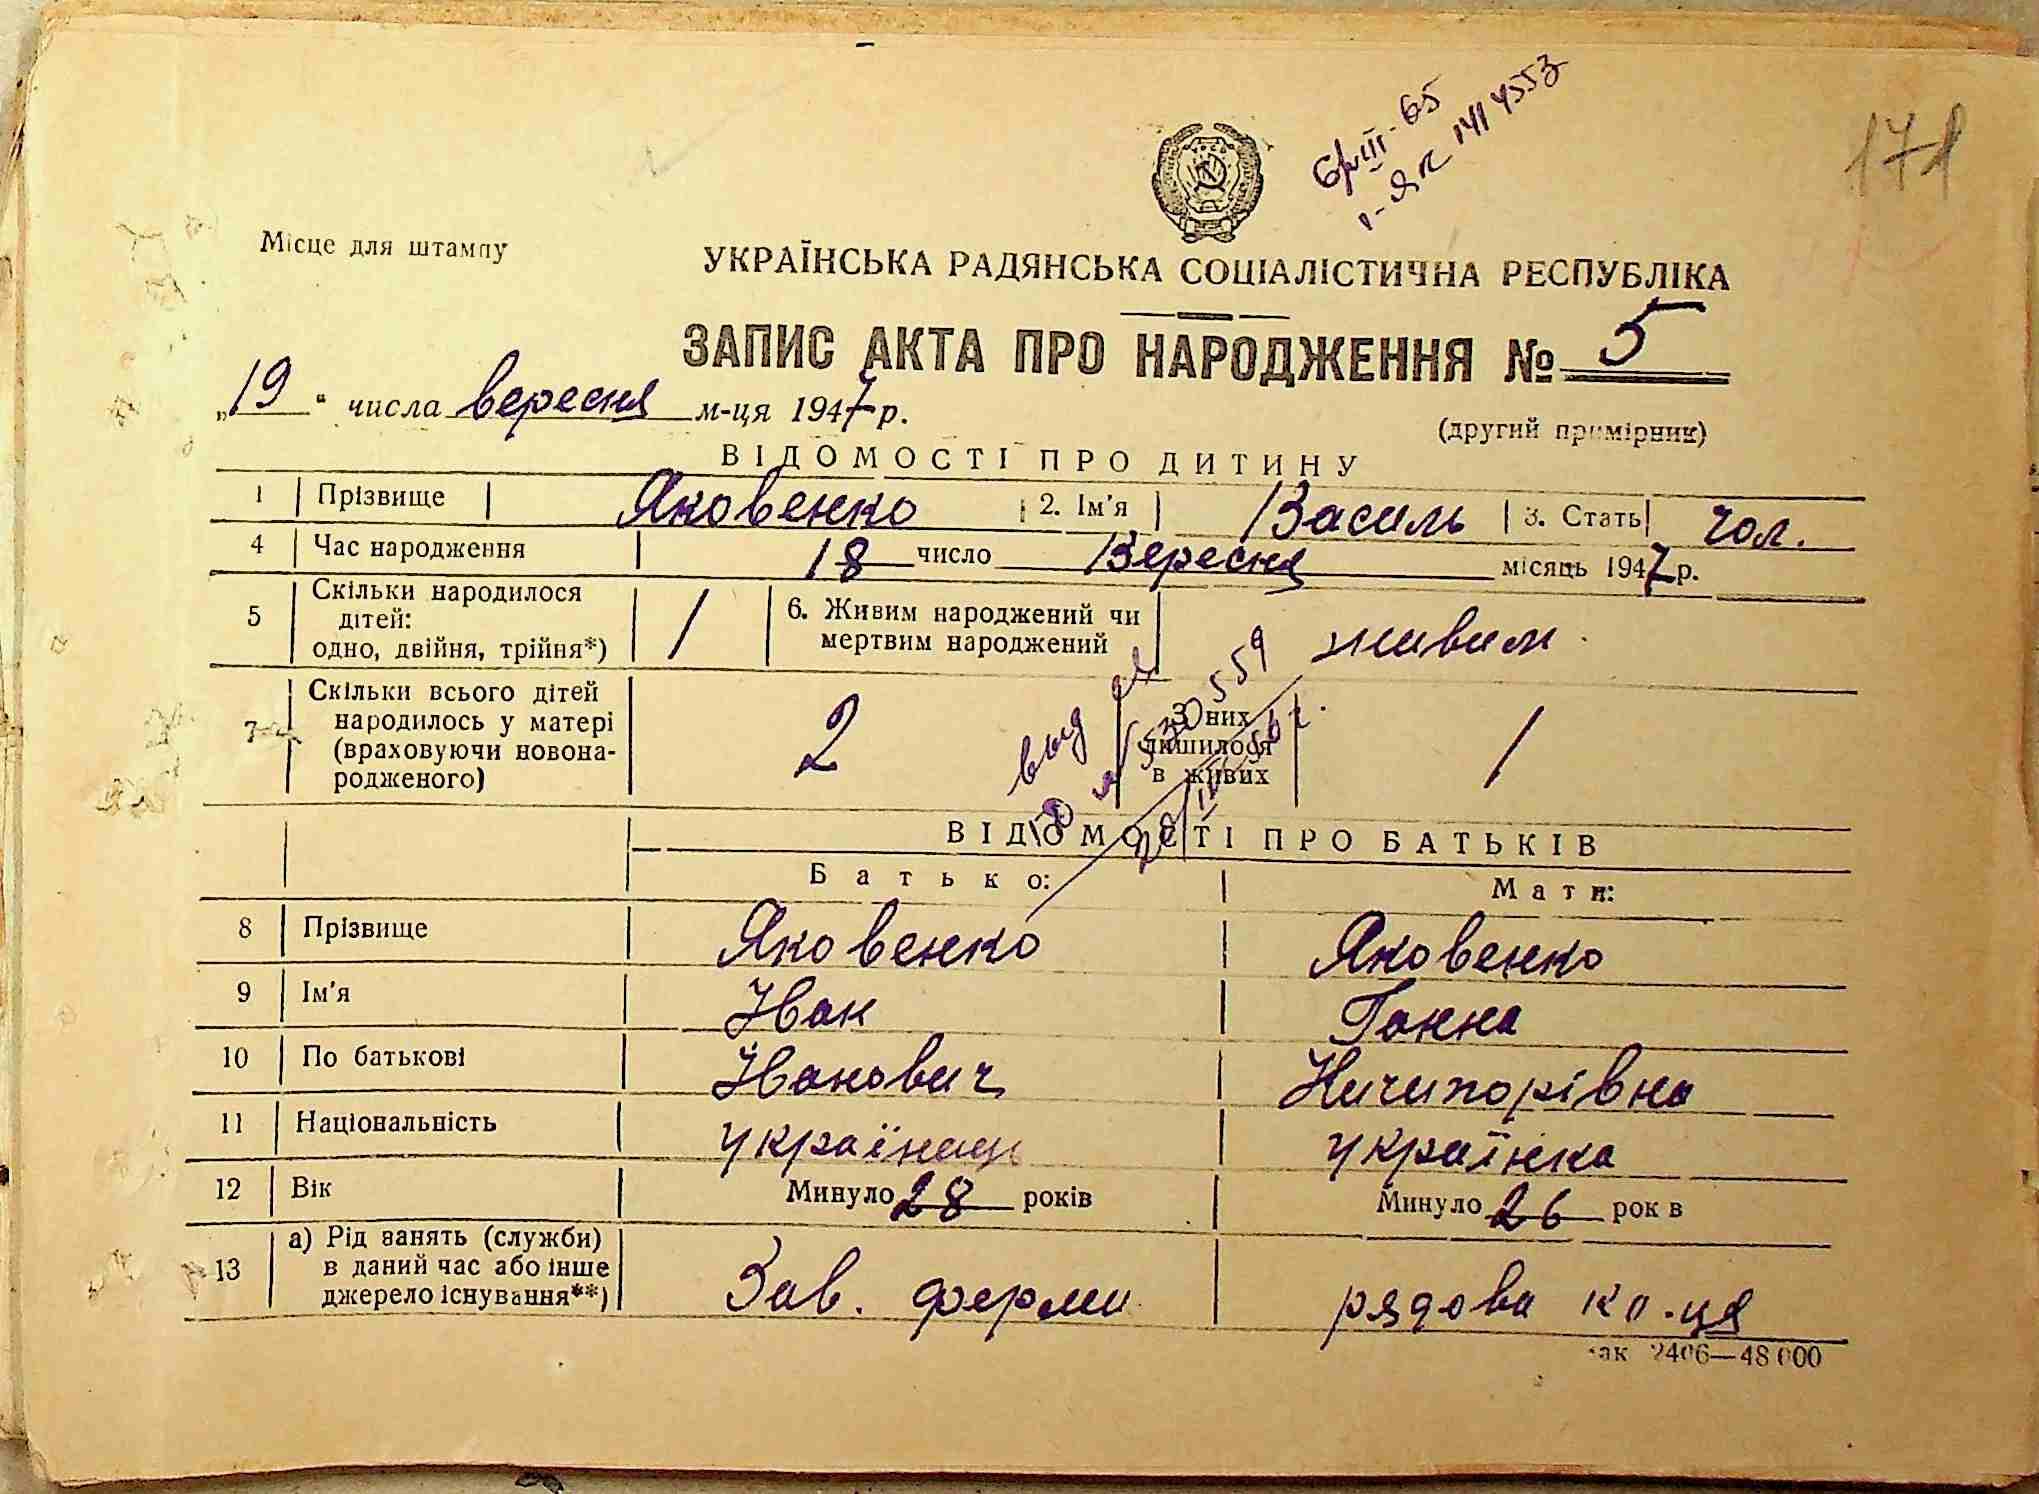 171
Місце для штампу
УКРАЇНСЬКА РАДЯНСЬКА СОЦІАЛІСТИЧНА РЕСПУБЛІКА
ЗАПИС АКТА ПРО НАРОДЖЕННЯ № 5
„19“ числа вересня м-ця 1947 р.
(другий примірник)
ВІДОМОСТІ ПРО ДИТИНУ
1 Прізвище Яковенко 2. Ім'я Василь 3. Стать чол.
4 Час народження 18 число Вересня місяць 1947 р.
5 Скільки народилося дітей: одно, двійня, трійня*) 1 6. Живим народжений чи мертвим народжений живим
7 Скільки всього дітей народилось у матері (враховуючи новонародженого) 2 З них лишилося в живих 1
ВІДОМОСТІ ПРО БАТЬКІВ
Батько: Мати:
8 Прізвище Яковенко Яковенко
9 Ім'я Іван Ганна
10 По батькові Іванович Ничипорівна
11 Національність українець українка
12 Вік Минуло 28 років Минуло 26 рок в
13 а) Рід занять (служби) в даний час або інше джерело існування**) Зав. ферми рядова к-ця
зак 2406—48 000